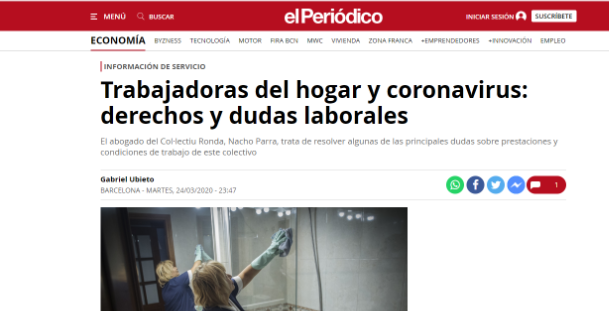 MENÚ BUSCAR elPeriódico INICIAR SESIÓN SUSCRÍBETE
ECONOMÍA BYZNESS TECNOLOGÍA MOTOR FIRA BCN MWC VIVIENDA ZONA FRANCA +EMPRENDEDORES +INNOVACIÓN EMPLEO
INFORMACIÓN DE SERVICIO
Trabajadoras del hogar y coronavirus:
derechos y dudas laborales
El abogado del Col·lectiu Ronda, Nacho Parra, trata de resolver algunas de las principales dudas sobre prestaciones y
condiciones de trabajo de este colectivo
Gabriel Ubieto
BARCELONA - MARTES, 24/03/2020 - 23:47
1